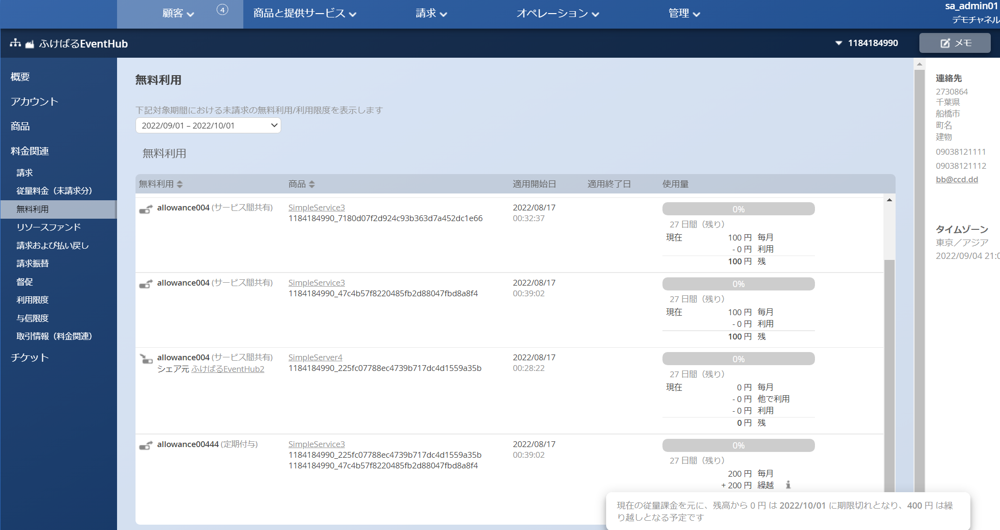 顧客
4
商品と提供サービス
請求
オペレーション
管理
sa_admin01
デモチャネル
ふけばるEventHub
1184184990
メモ
概要
アカウント
商品
料金関連
請求
従量料金（未請求分）
無料利用
リソースファンド
請求および払い戻し
請求振替
督促
利用限度
与信限度
取引情報（料金関連）
チケット
無料利用
下記対象期間における未請求の無料利用/利用限度を表示します
2022/09/01 – 2022/10/01
無料利用
無料利用 商品 適用開始日 適用終了日 使用量
allowance004 (サービス間共有) SimpleService3 2022/08/17 0%
1184184990_7180d07f2d924c93b363d7a452dc1e66 00:32:37
27 日間（残り）
現在 100 円 毎月
- 0 円 利用
100 円 残
allowance004 (サービス間共有) SimpleService3 2022/08/17 0%
1184184990_47c4b57f8220485fb2d88047fbd8a8f4 00:39:02
27 日間（残り）
現在 100 円 毎月
- 0 円 利用
100 円 残
allowance004 (サービス間共有) SimpleServer4 2022/08/17 0%
シェア元 ふけばるEventHub2 1184184990_225fc07788ec4739b717dc4d1559a35b 00:28:22
27 日間（残り）
現在 0 円 毎月
- 0 円 他で利用
- 0 円 利用
0 円 残
allowance00444 (定期付与) SimpleService3 2022/08/17 0%
1184184990_225fc07788ec4739b717dc4d1559a35b 00:39:02
1184184990_47c4b57f8220485fb2d88047fbd8a8f4
27 日間（残り）
200 円 毎月
+ 200 円 繰越
現在の従量課金を元に、残高から 0 円 は 2022/10/01 に期限切れとなり、400 円 は繰
り越しとなる予定です
連絡先
2730864
千葉県
船橋市
町名
建物
09038121111
09038121112
bb@ccd.dd
タイムゾーン
東京／アジア
2022/09/04 21:0